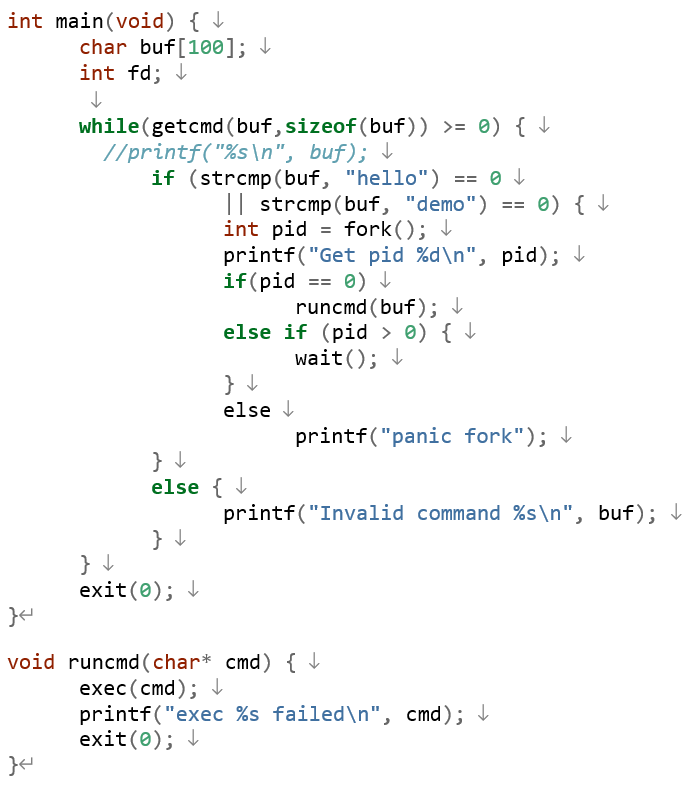 int main(void) { ↓
char buf[100]; ↓
int fd; ↓
↓
while(getcmd(buf,sizeof(buf)) >= 0) { ↓
//printf("%s\n", buf); ↓
if (strcmp(buf, "hello") == 0 ↓
|| strcmp(buf, "demo") == 0) { ↓
int pid = fork(); ↓
printf("Get pid %d\n", pid); ↓
if(pid == 0) ↓
runcmd(buf); ↓
else if (pid > 0) { ↓
wait(); ↓
} ↓
else ↓
printf("panic fork"); ↓
} ↓
else { ↓
printf("Invalid command %s\n", buf); ↓
} ↓
} ↓
exit(0); ↓
}↵
void runcmd(char* cmd) { ↓
exec(cmd); ↓
printf("exec %s failed\n", cmd); ↓
exit(0); ↓
}↵